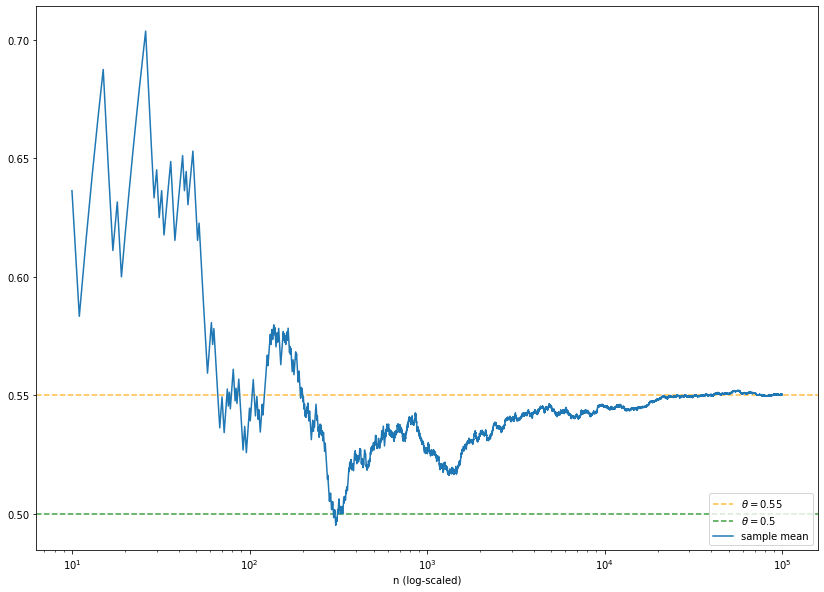 0.70
0.65
0.60
0.55
0.50
10¹ 10² 10³ 10⁴ 10⁵
n (log-scaled)
θ = 0.55
θ = 0.5
sample mean